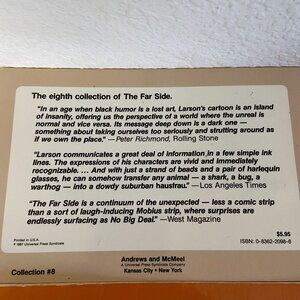 The eighth collection of The Far Side.
"In an age when black humor is a lost art, Larson's cartoon is an island
of insanity, offering us the perspective of a world where the unreal is
normal and vice versa. Its message deep down is a dark one —
something about taking ourselves too seriously and strutting around as
if we own the place." — Peter Richmond, Rolling Stone
"Larson communicates a great deal of information in a few simple ink
lines. The expressions of his characters are vivid and immediately
recognizable. . . . And with just a strand of beads and a pair of harlequin
glasses, he can somehow transform any animal — a shark, a bug, a
warthog — into a dowdy suburban hausfrau." — Los Angeles Times
"The Far Side is a continuum of the unexpected — less a comic strip
than a sort of laugh-inducing Mobius strip, where surprises are
endlessly surfacing as No Big Deal." — West Magazine
$5.95
Printed in U.S.A.
© 1987 Universal Press Syndicate
ISBN: 0-8362-2098-6
Andrews and McMeel
A Universal Press Syndicate Company
Kansas City • New York
Collection #8